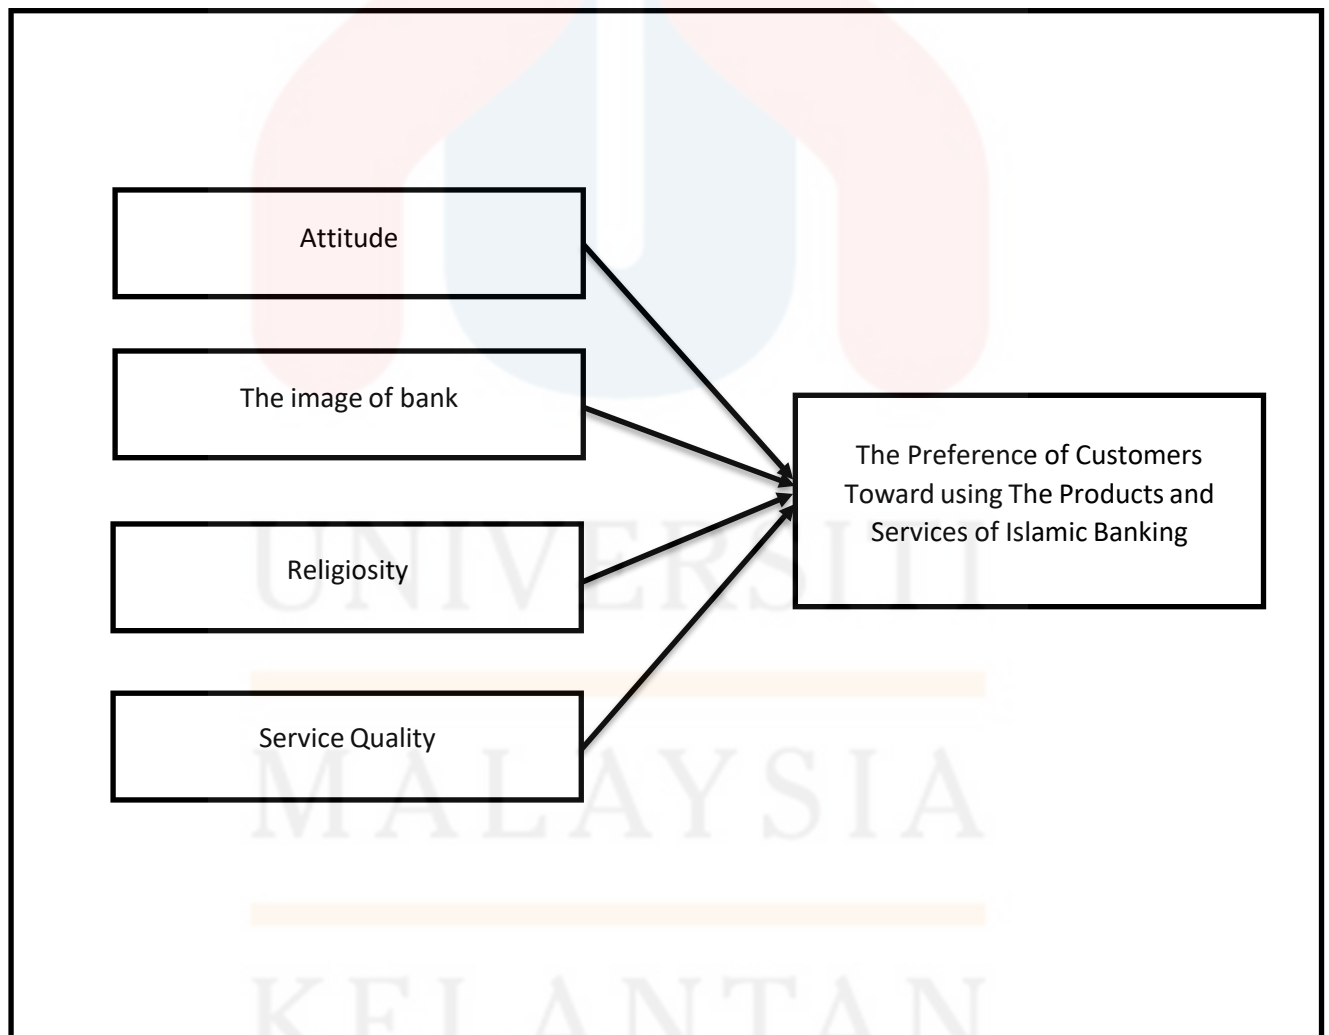 Attitude
The image of bank
Religiosity
Service Quality
The Preference of Customers
Toward using The Products and
Services of Islamic Banking
UNIVERSITI
MALAYSIA
KELANTAN